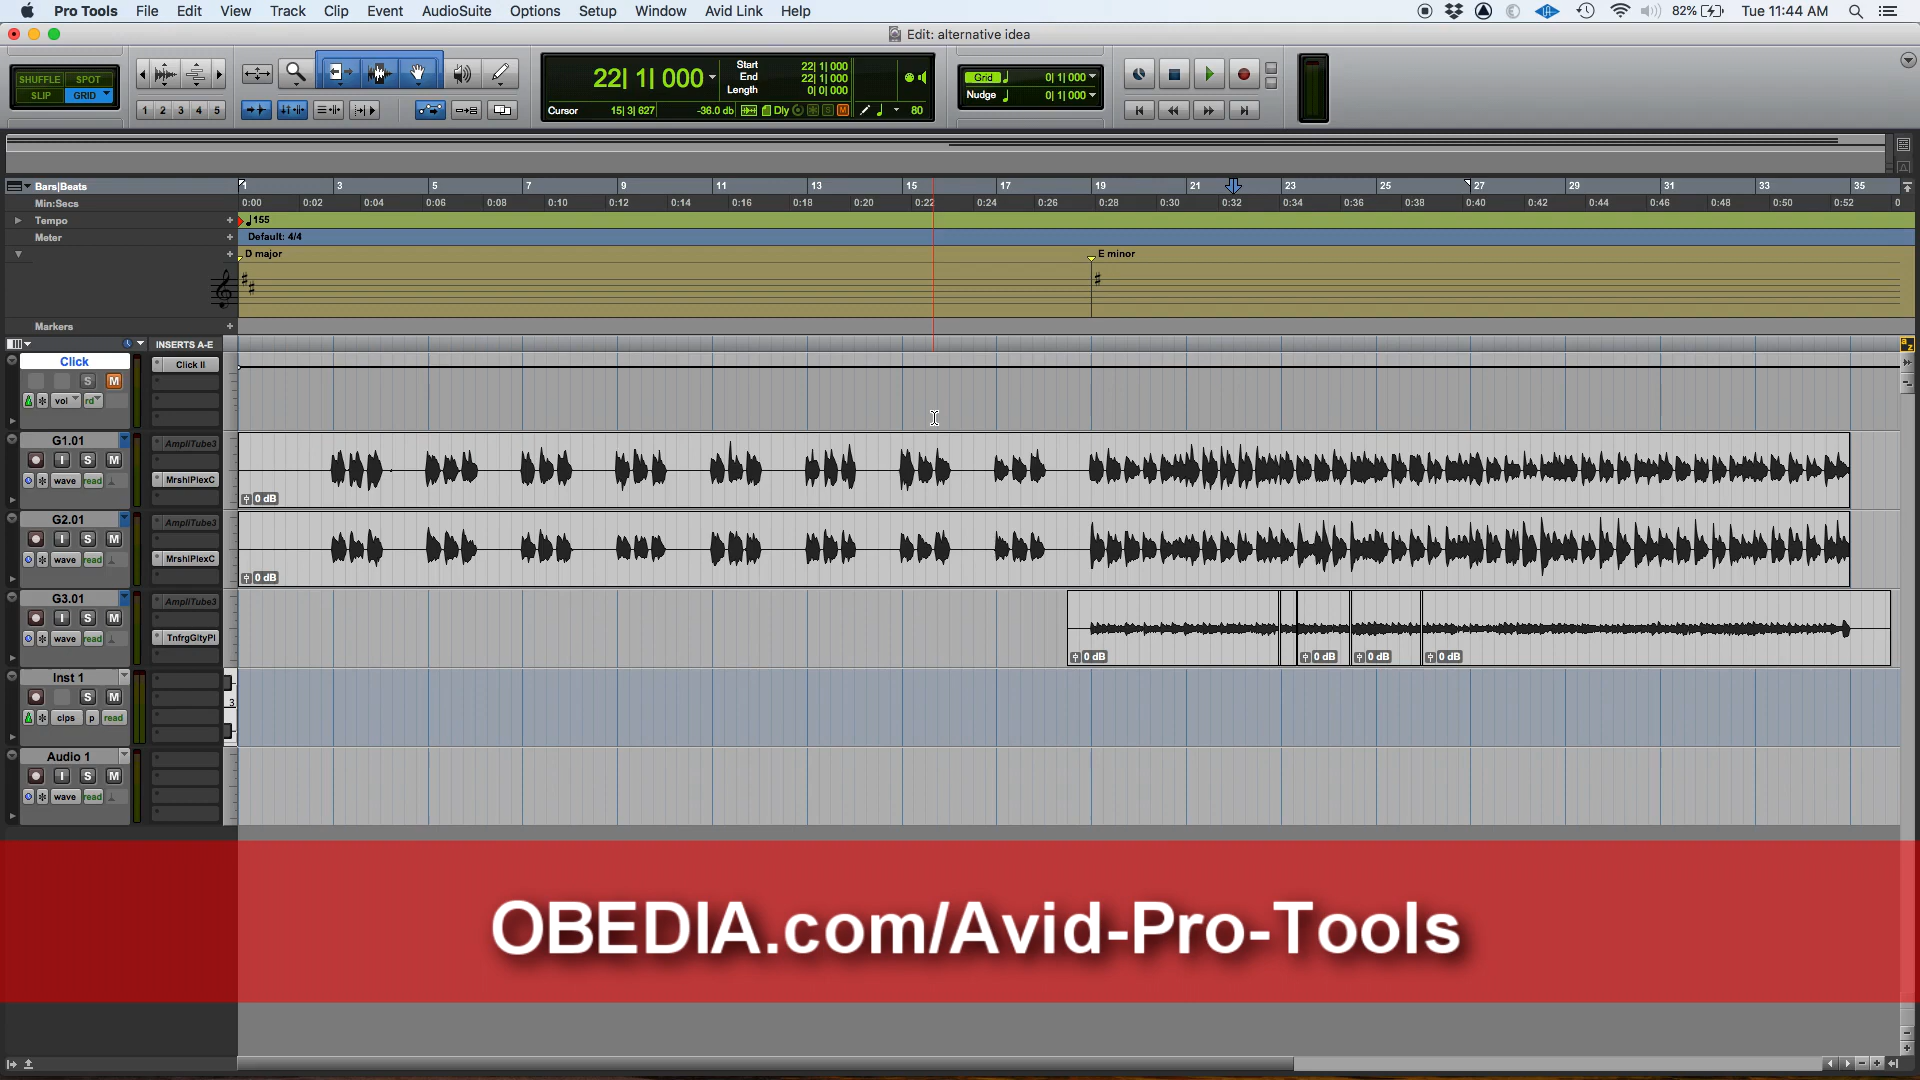 Pro Tools File Edit View Track Clip Event AudioSuite Options Setup Window Avid Link Help 82% Tue 11:44 AM
Edit: alternative idea
SHUFFLE SPOT
SLIP GRID
1 2 3 4 5
22| 1| 000
Start 22| 1| 000
End 22| 1| 000
Length 0| 0| 000
Cursor 15| 3| 627 -36.0 db Dly S M 80
Grid 0| 1| 000
Nudge 0| 1| 000
Bars|Beats 1 3 5 7 9 11 13 15 17 19 21 23 25 27 29 31 33 35
Min:Secs 0:00 0:02 0:04 0:06 0:08 0:10 0:12 0:14 0:16 0:18 0:20 0:22 0:24 0:26 0:28 0:30 0:32 0:34 0:36 0:38 0:40 0:42 0:44 0:46 0:48 0:50 0:52 0
Tempo + 155
Meter + Default: 4/4
+ D major E minor
Markers +
INSERTS A-E
a z
Click Click II
S M
vol rd
G1.01 AmpliTube3
I S M
wave read MrshlPlexC
0 dB
G2.01 AmpliTube3
I S M
wave read MrshlPlexC
0 dB
G3.01 AmpliTube3
I S M
wave read TnfrgGltyPl
0 dB 0 dB 0 dB 0 dB
Inst 1
S M 3
clps p read
Audio 1
I S M
wave read
OBEDIA.com/Avid-Pro-Tools